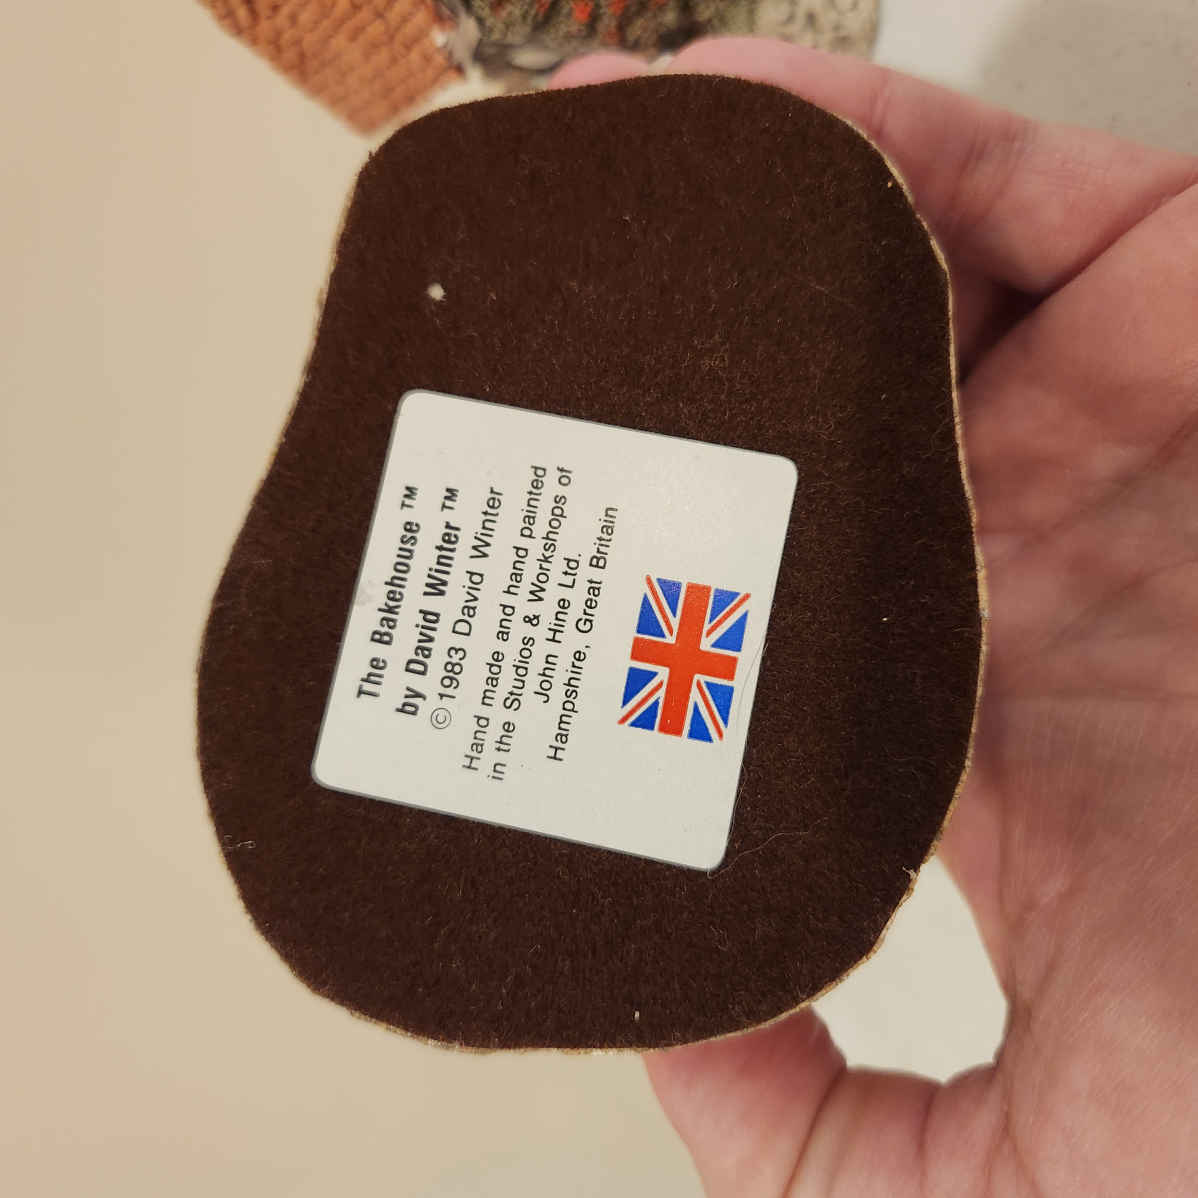 The Bakehouse ™
by David Winter ™
© 1983 David Winter
Hand made and hand painted
in the Studios & Workshops of
John Hine Ltd.
Hampshire, Great Britain